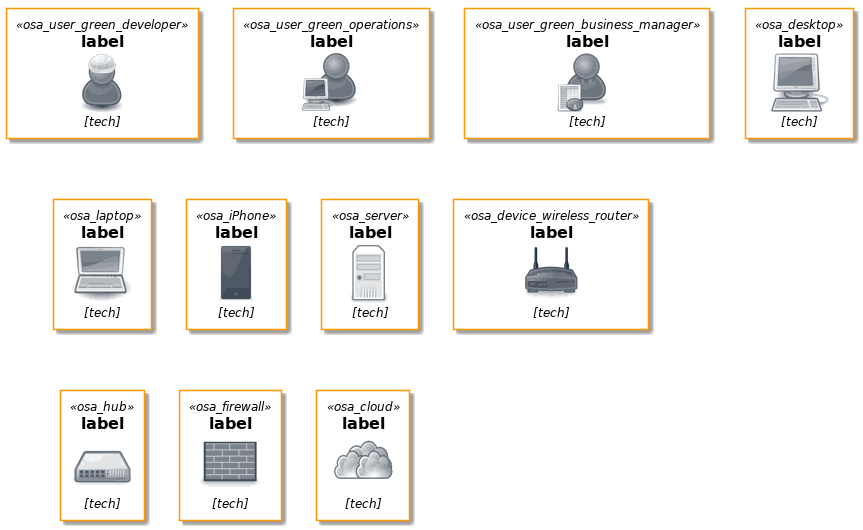 «osa_user_green_developer»
label
[tech]
«osa_user_green_operations»
label
[tech]
«osa_user_green_business_manager»
label
[tech]
«osa_desktop»
label
[tech]
«osa_laptop»
label
[tech]
«osa_iPhone»
label
[tech]
«osa_server»
label
[tech]
«osa_device_wireless_router»
label
[tech]
«osa_hub»
label
[tech]
«osa_firewall»
label
[tech]
«osa_cloud»
label
[tech]